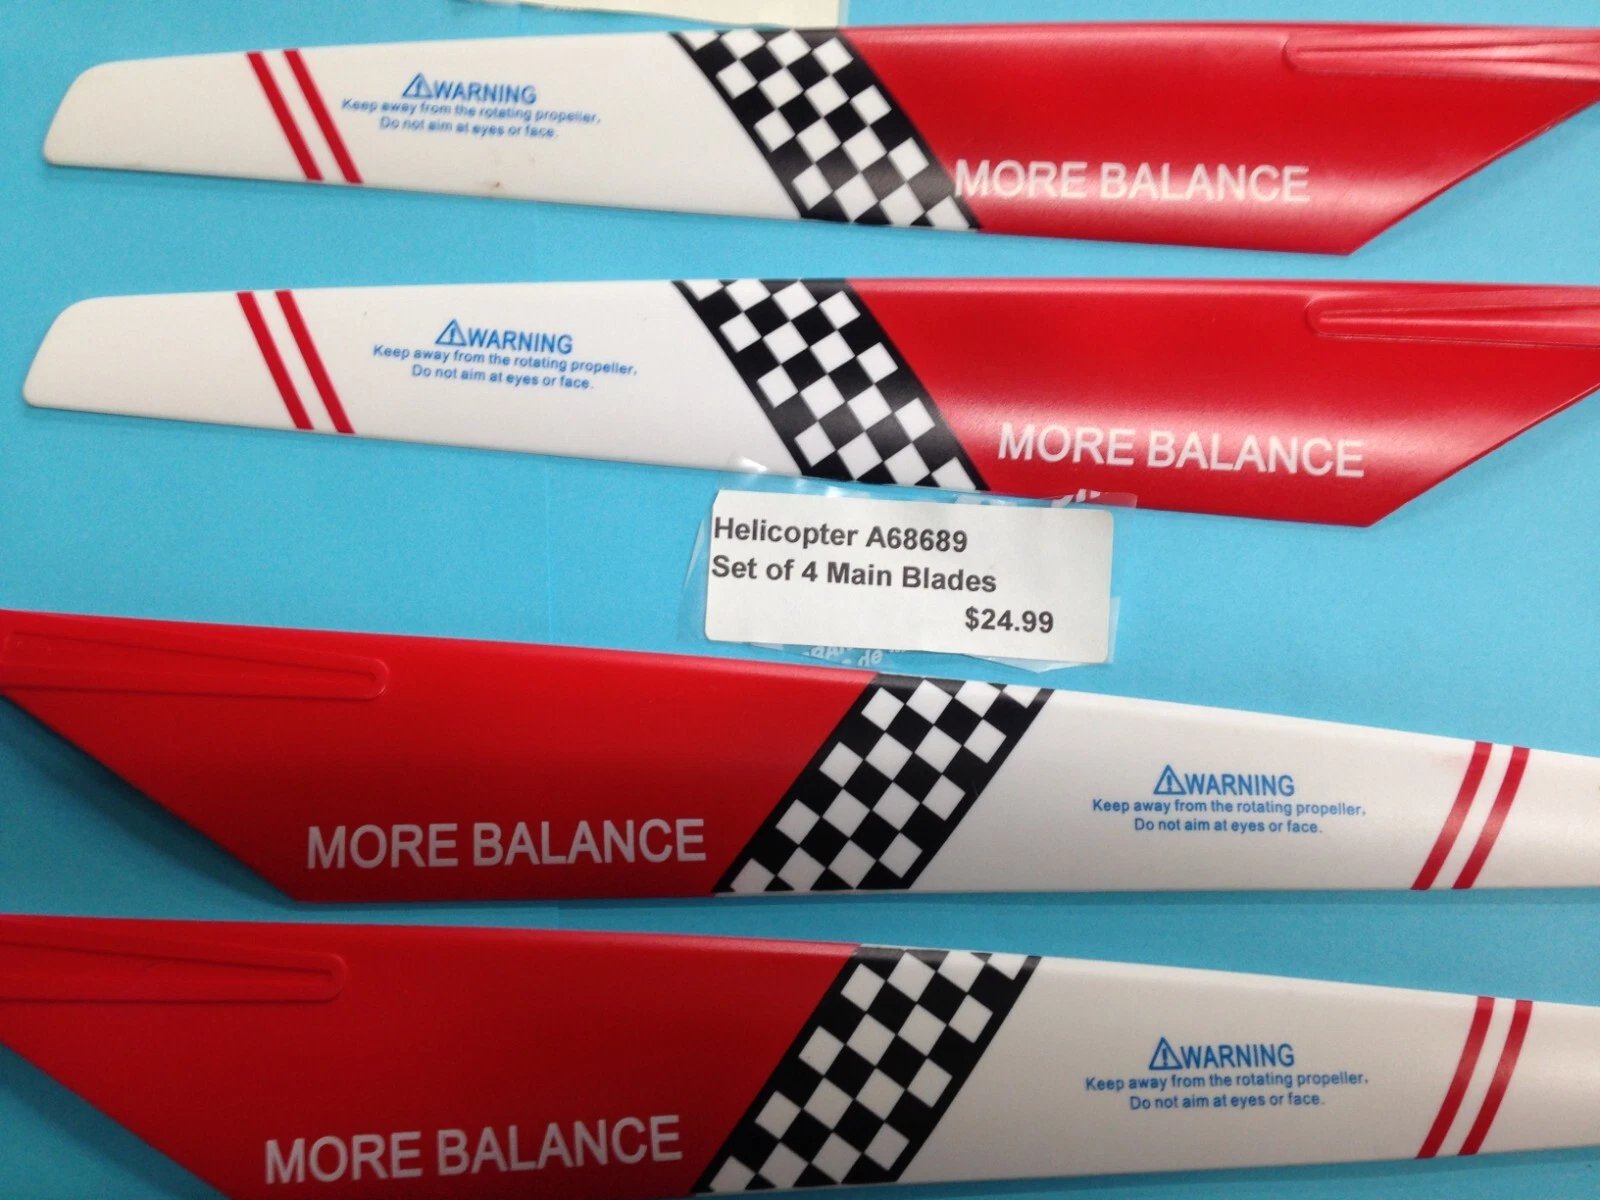 WARNING
Keep away from the rotating propeller,
Do not aim at eyes or face.
MORE BALANCE
WARNING
Keep away from the rotating propeller,
Do not aim at eyes or face.
MORE BALANCE
Helicopter A68689
Set of 4 Main Blades
$24.99
MORE BALANCE
WARNING
Keep away from the rotating propeller,
Do not aim at eyes or face.
MORE BALANCE
WARNING
Keep away from the rotating propeller,
Do not aim at eyes or face.